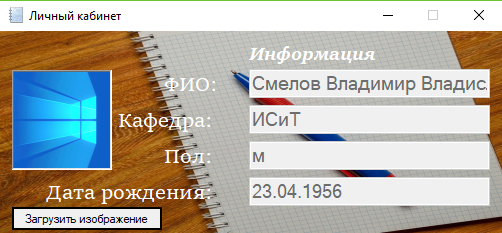 Личный кабинет
Информация
ФИО: Смелов Владимир Владис
Кафедра: ИСиТ
Пол: м
Дата рождения: 23.04.1956
Загрузить изображение